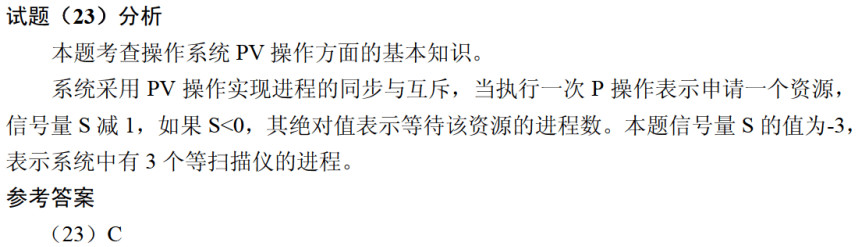 试题（23）分析
本题考查操作系统 PV 操作方面的基本知识。
系统采用 PV 操作实现进程的同步与互斥，当执行一次 P 操作表示申请一个资源，
信号量 S 减 1，如果 S<0，其绝对值表示等待该资源的进程数。本题信号量 S 的值为-3，
表示系统中有 3 个等扫描仪的进程。
参考答案
（23）C